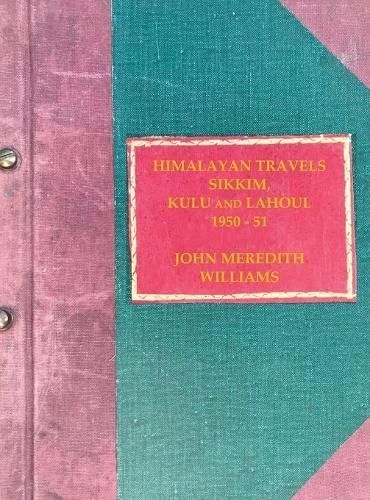 HIMALAYAN TRAVELS
SIKKIM,
KULU AND LAHOUL
1950 - 51
JOHN MEREDITH
WILLIAMS